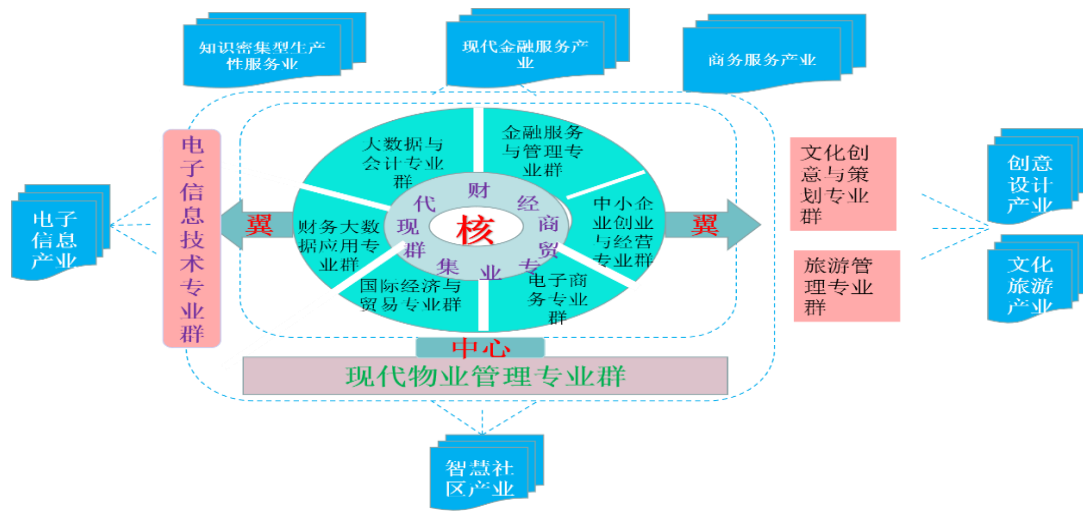 知识密集型生产
性服务业
现代金融服务产
业
商务服务产业
电子信息技术专业群
大数据与
会计专业
群
金融服务
与管理专
业群
财务大数
据应用专
业群
中小企
业创业
与经营
专业群
国际经济与
贸易专业群
电子商
务专业
群
现代财经商贸专业集群
核
翼
翼
中心
现代物业管理专业群
文化创
意与策
划专业
群
旅游管
理专业
群
电子
信息
产业
创意
设计
产业
文化
旅游
产业
智慧社
区产业